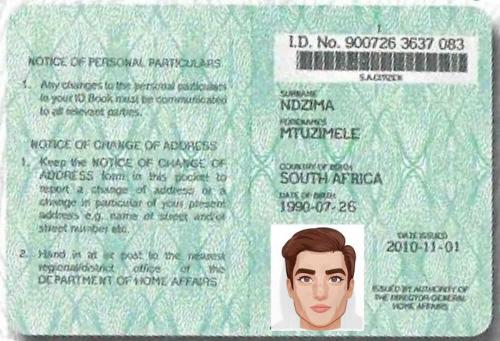 NOTICE OF PERSONAL PARTICULARS
1. Any changes to the personal particulars
in your ID Book must be communicated
to all relevant parties.
NOTICE OF CHANGE OF ADDRESS
1. Keep the NOTICE OF CHANGE OF
ADDRESS form in this pocket to
report a change of address or a
change in particular of your present
address e.g. name of street and/or
street number etc.
2. Hand in at or post to the nearest
regional/district office of the
DEPARTMENT OF HOME AFFAIRS
I.D. No. 900726 3637 083
S.A.CITIZEN
SURNAME
NDZIMA
FORENAMES
MTUZIMELE
COUNTRY OF BIRTH
SOUTH AFRICA
DATE OF BIRTH
1990-07-26
DATE ISSUED
2010-11-01
ISSUED BY AUTHORITY OF
THE DIRECTOR-GENERAL
HOME AFFAIRS